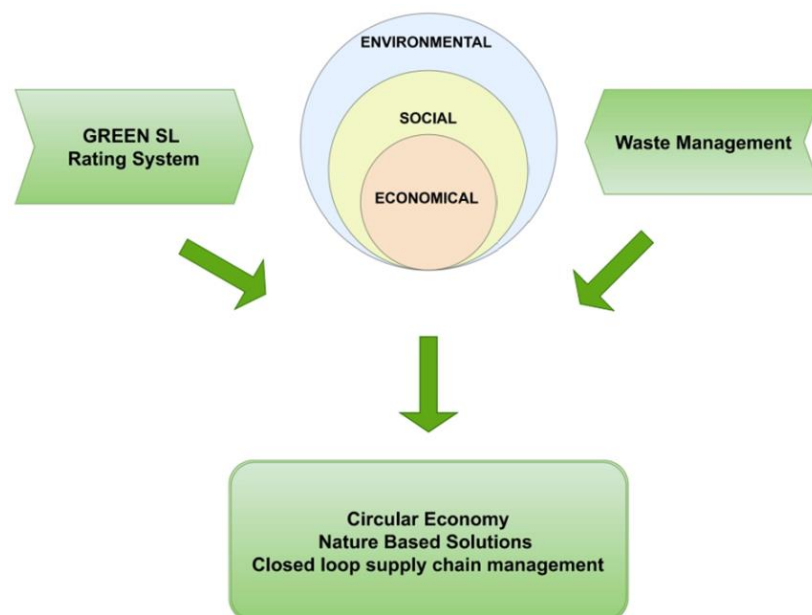 ENVIRONMENTAL
GREEN SL
Rating System
SOCIAL
Waste Management
ECONOMICAL
Circular Economy
Nature Based Solutions
Closed loop supply chain management